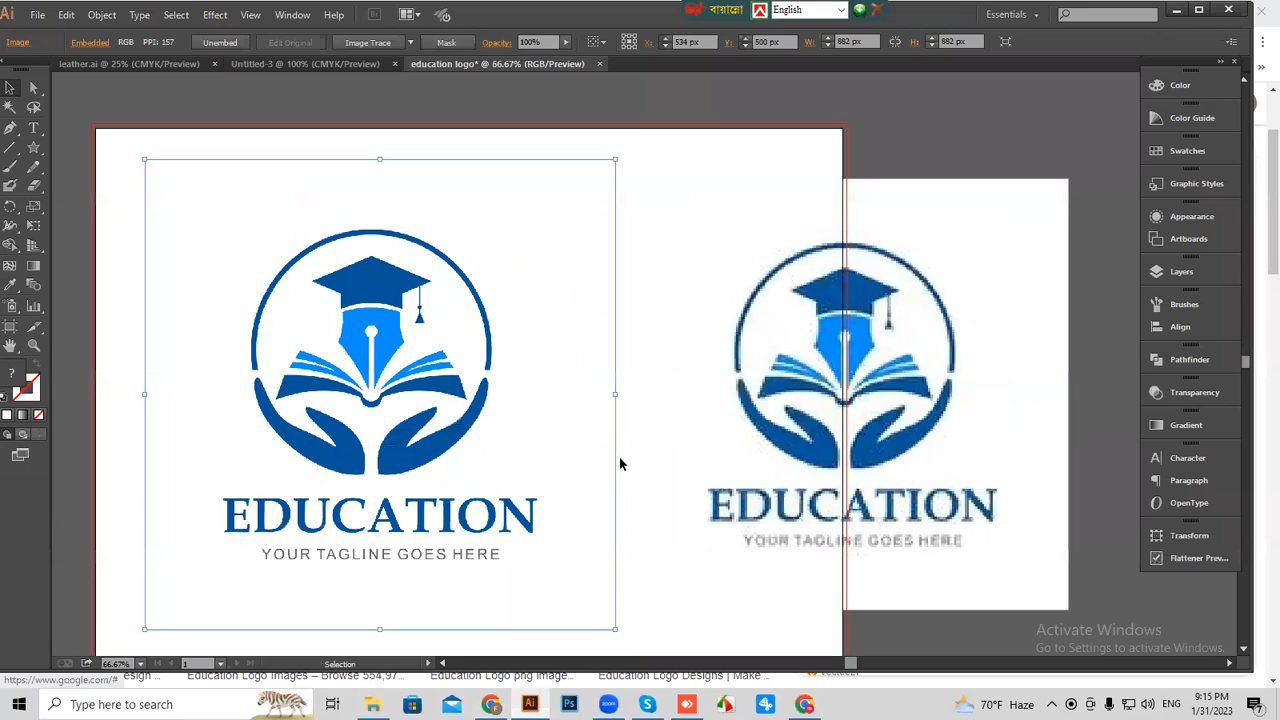 Ai File Edit Object Type Select Effect View Window Help Br বায়ান্নো English Essentials
Image Embedded RGB PPI: 157 Unembed Edit Original Image Trace Mask Opacity: 100% X: 534 px Y: 500 px W: 882 px H: 882 px
leather.ai @ 25% (CMYK/Preview) × Untitled-3 @ 100% (CMYK/Preview) × education logo* @ 66.67% (RGB/Preview) ×
Color
Color Guide
Swatches
Graphic Styles
Appearance
Artboards
Layers
Brushes
Align
Pathfinder
Transparency
Gradient
Character
Paragraph
OpenType
Transform
Flattener Prev...
EDUCATION
YOUR TAGLINE GOES HERE
EDUCATION
YOUR TAGLINE GOES HERE
Activate Windows
Go to Settings to activate Windows.
66.67% 1 Selection
https://www.google.com/# esign ... Education Logo Images – Browse 554,97... Education Logo png image... Education Logo Designs | Make ...
Type here to search
70°F Haze
9:15 PM
1/31/2023